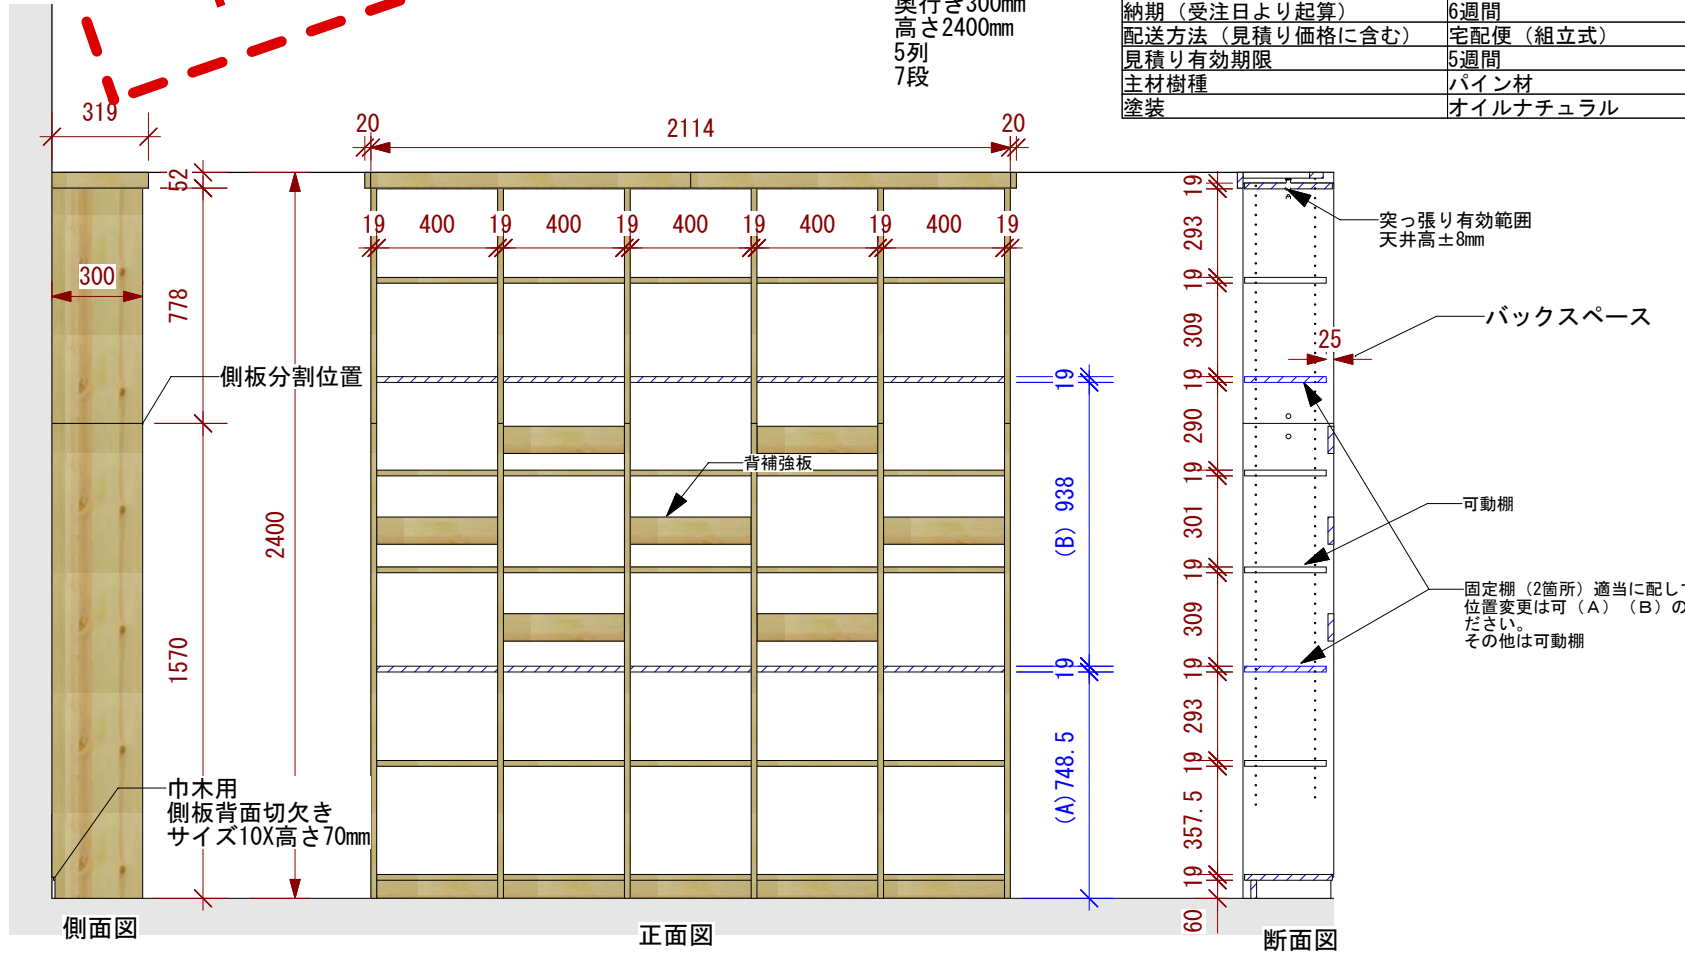 奥行き300mm
高さ2400mm
5列
7段
納期（受注日より起算） 6週間
配送方法（見積り価格に含む） 宅配便（組立式）
見積り有効期限 5週間
主材樹種 パイン材
塗装 オイルナチュラル
319
20 2114 20
52
19 400 19 400 19 400 19 400 19 400 19
300
778
側板分割位置
2400
1570
巾木用
側板背面切欠き
サイズ10X高さ70mm
背補強板
19
(B) 938
19
(A)748.5
19
293
19
309
19
290
19
301
19
309
19
293
19
357.5
19
60
突っ張り有効範囲
天井高±8mm
バックスペース
25
可動棚
固定棚（2箇所）適当に配して
位置変更は可（Ａ）（Ｂ）の
ださい。
その他は可動棚
側面図
正面図
断面図